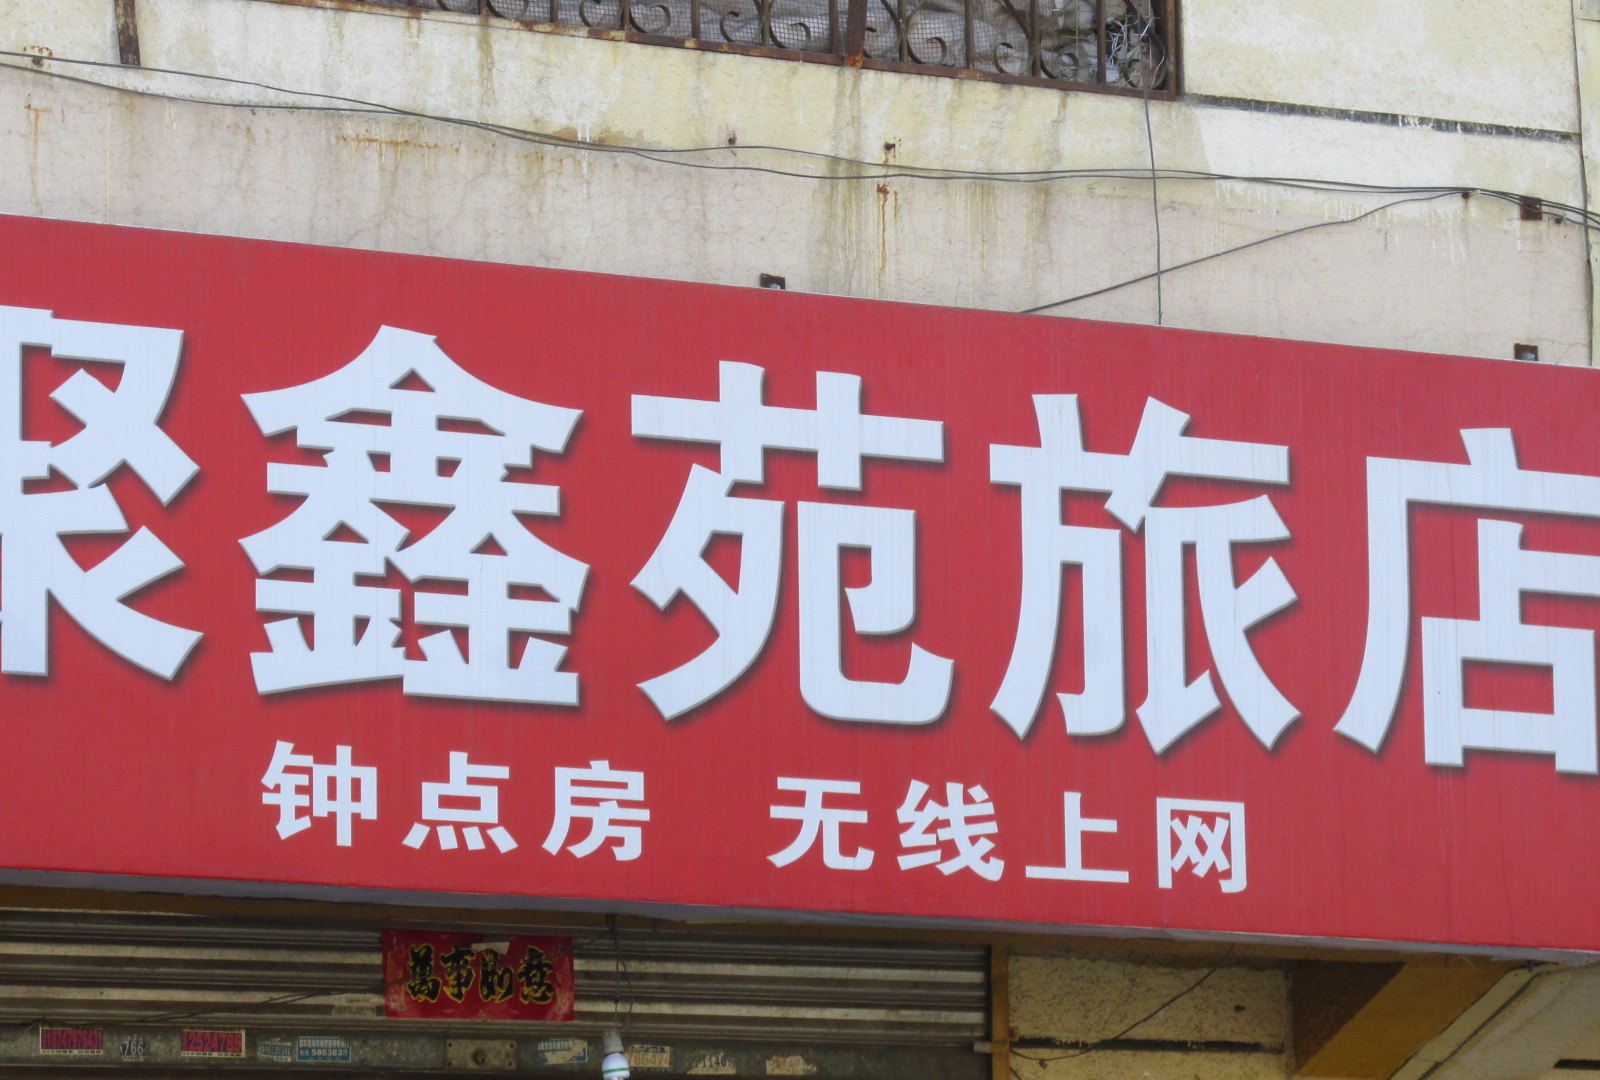 聚鑫苑旅店
钟点房 无线上网
萬事如意